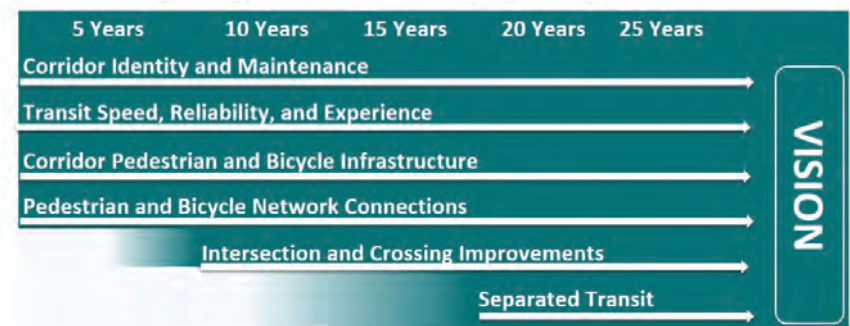 5 Years 10 Years 15 Years 20 Years 25 Years
Corridor Identity and Maintenance
Transit Speed, Reliability, and Experience
Corridor Pedestrian and Bicycle Infrastructure
Pedestrian and Bicycle Network Connections
Intersection and Crossing Improvements
Separated Transit
VISION